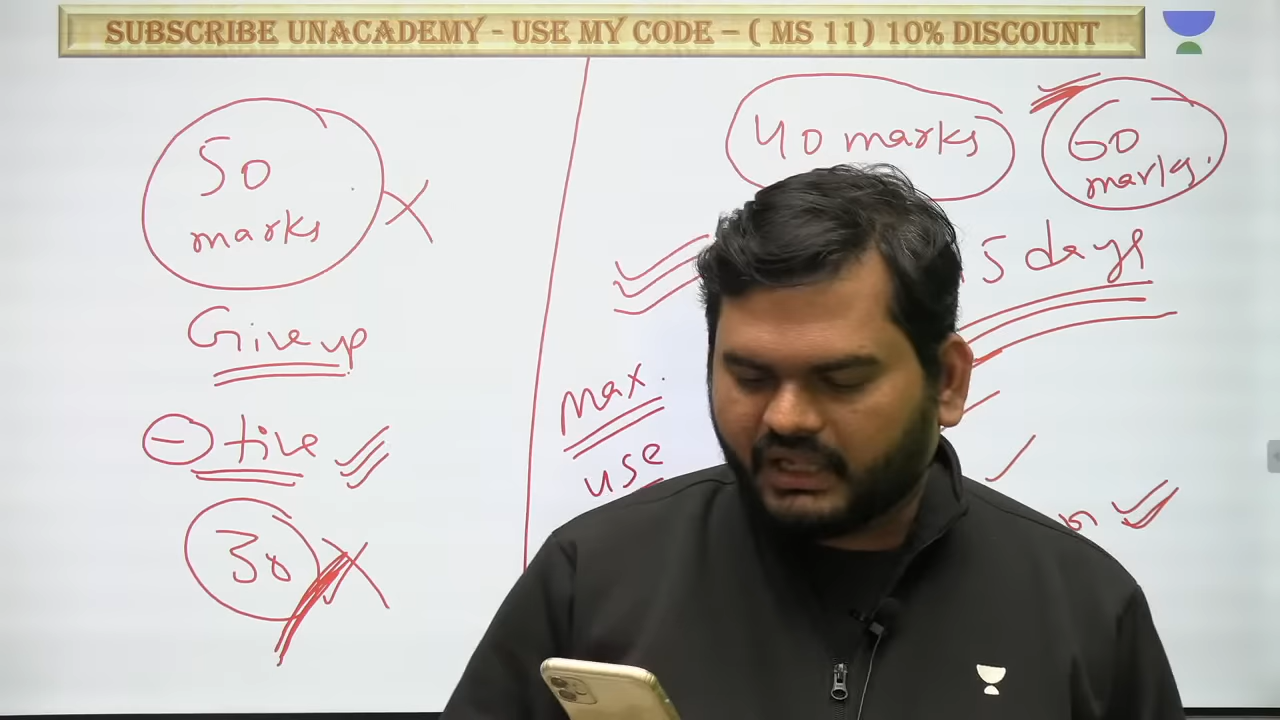 SUBSCRIBE UNACADEMY - USE MY CODE – ( MS 11) 10% DISCOUNT
50
marks
Give up
- tive
30
40 marks
60
marks.
5 days
max.
use